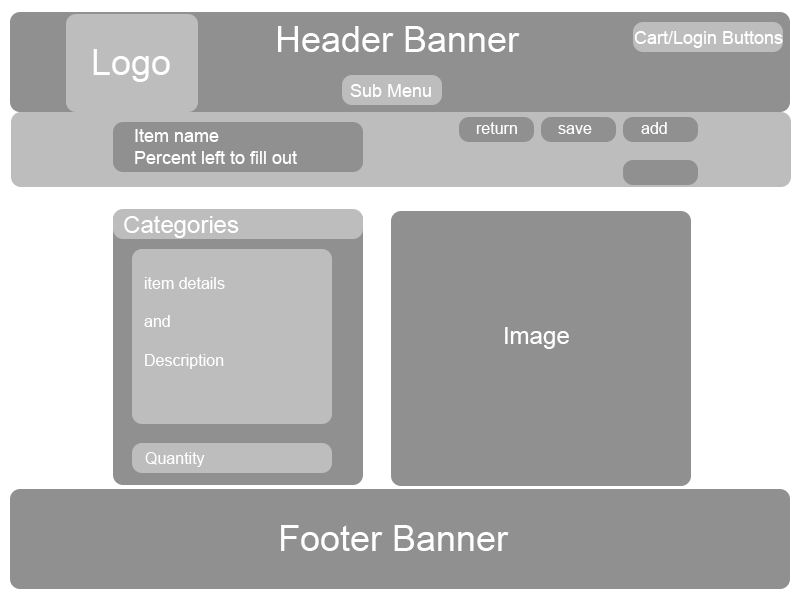 Logo
Header Banner
Cart/Login Buttons
Sub Menu
Item name
Percent left to fill out
return
save
add
Categories
item details
and
Description
Quantity
Image
Footer Banner